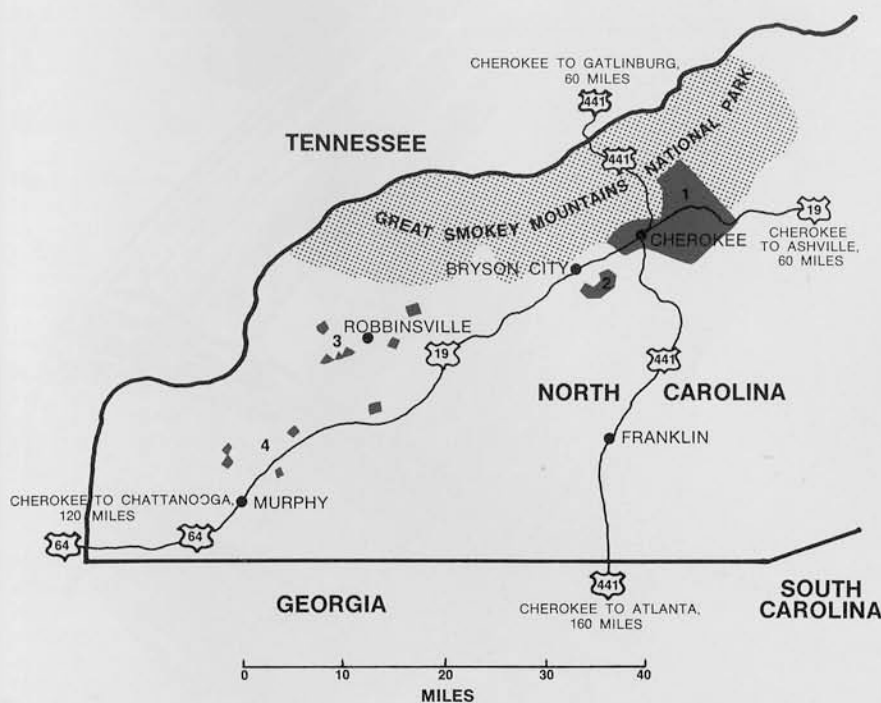 CHEROKEE TO GATLINBURG,
60 MILES
441
TENNESSEE
441
GREAT SMOKEY MOUNTAINS NATIONAL PARK
1
19
CHEROKEE
TO ASHVILLE,
60 MILES
CHEROKEE
BRYSON CITY
2
ROBBINSVILLE
3
19
441
NORTH CAROLINA
FRANKLIN
4
CHEROKEE TO CHATTANOOGA,
120 MILES
MURPHY
64
64
441
GEORGIA
CHEROKEE TO ATLANTA,
160 MILES
SOUTH
CAROLINA
0 10 20 30 40
MILES